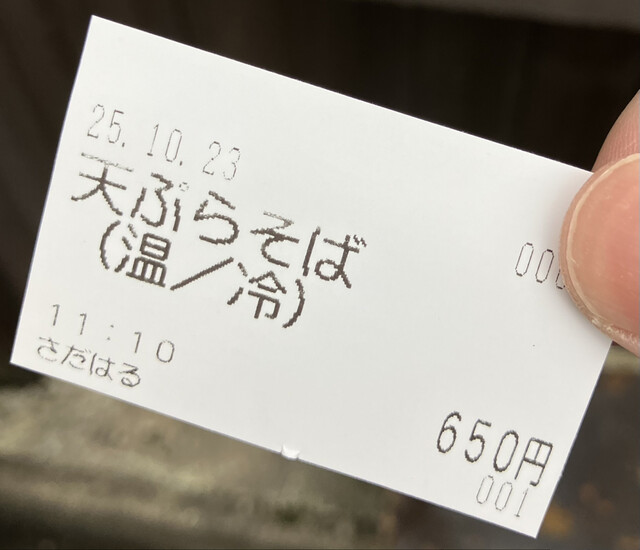 25.10.23
天ぷらそば
(温/冷)
11:10
さだはる
650円
001